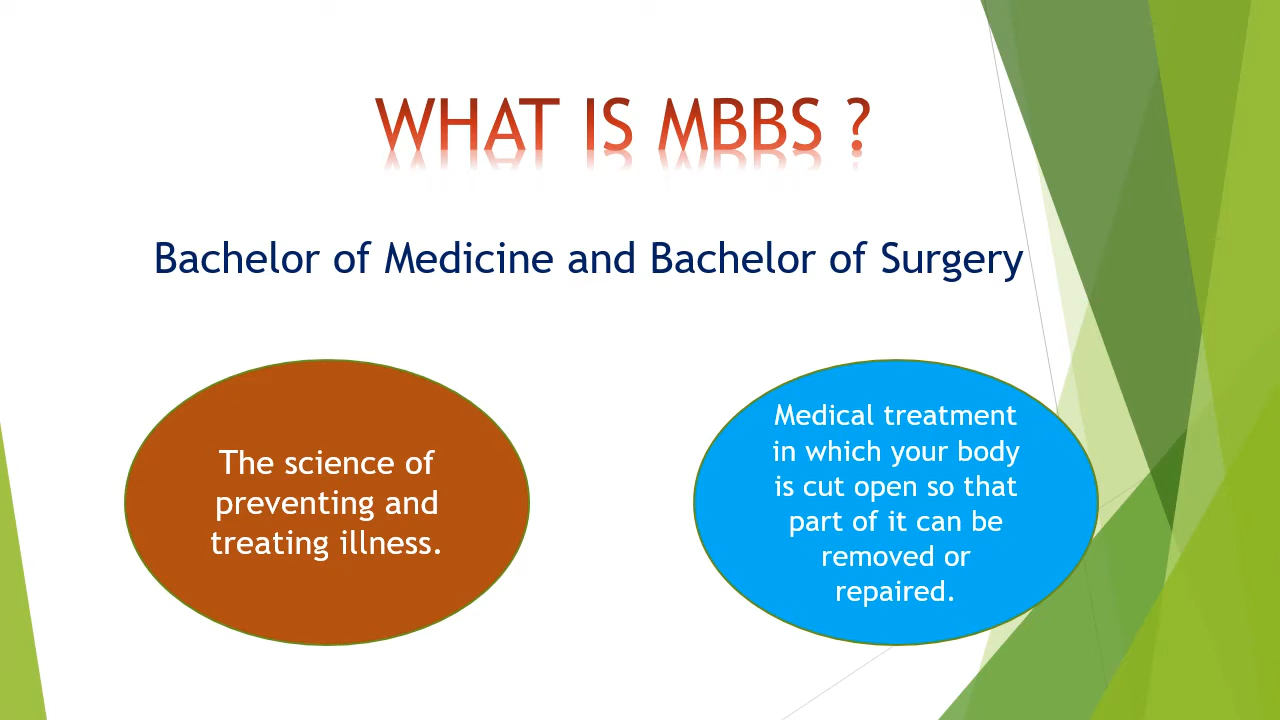 WHAT IS MBBS ?
Bachelor of Medicine and Bachelor of Surgery
The science of
preventing and
treating illness.
Medical treatment
in which your body
is cut open so that
part of it can be
removed or
repaired.